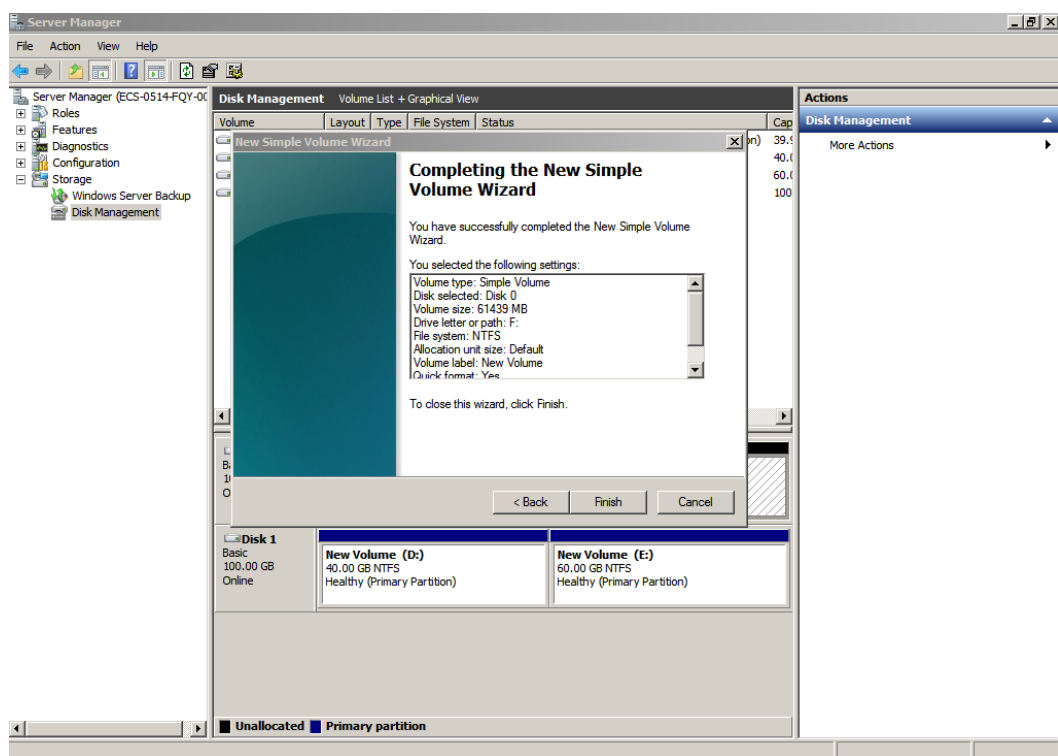 Server Manager
File Action View Help
Server Manager (ECS-0514-FQY-00
Roles
Features
Diagnostics
Configuration
Storage
Windows Server Backup
Disk Management
Disk Management Volume List + Graphical View
Volume Layout Type File System Status Cap
39.9
40.0
60.0
100
New Simple Volume Wizard
Completing the New Simple
Volume Wizard
You have successfully completed the New Simple Volume
Wizard.
You selected the following settings:
Volume type: Simple Volume
Disk selected: Disk 0
Volume size: 61439 MB
Drive letter or path: F:
File system: NTFS
Allocation unit size: Default
Volume label: New Volume
Quick format: Yes
To close this wizard, click Finish.
< Back Finish Cancel
Disk 1
Basic
100.00 GB
Online
New Volume (D:)
40.00 GB NTFS
Healthy (Primary Partition)
New Volume (E:)
60.00 GB NTFS
Healthy (Primary Partition)
Unallocated Primary partition
Actions
Disk Management
More Actions